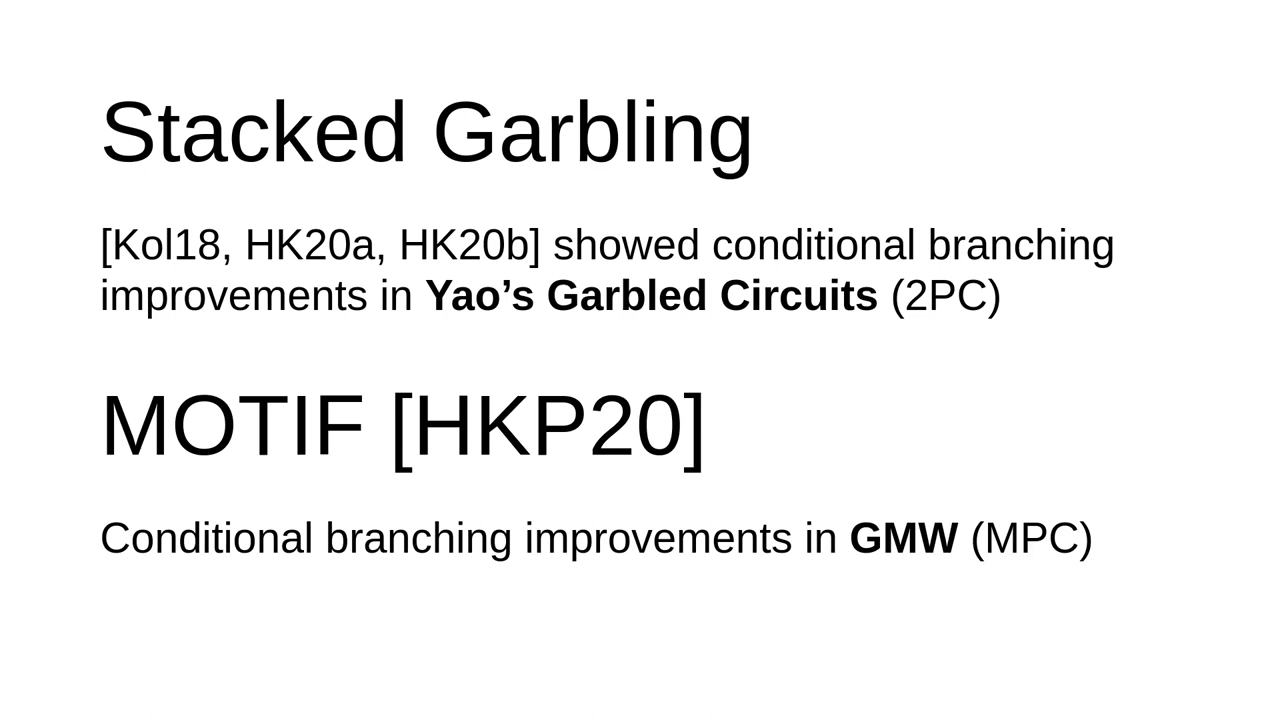 Stacked Garbling
[Kol18, HK20a, HK20b] showed conditional branching
improvements in Yao’s Garbled Circuits (2PC)
MOTIF [HKP20]
Conditional branching improvements in GMW (MPC)